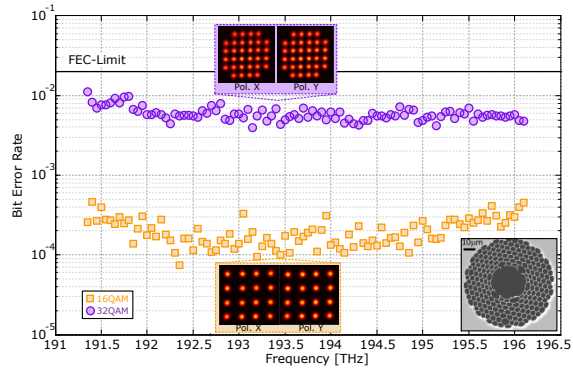 10^-1
FEC-Limit
Pol. X Pol. Y
10^-2
10^-3
10^-4
10^-5
Bit Error Rate
10μm
16QAM
32QAM
Pol. X Pol. Y
191 191.5 192 192.5 193 193.5 194 194.5 195 195.5 196 196.5
Frequency [THz]